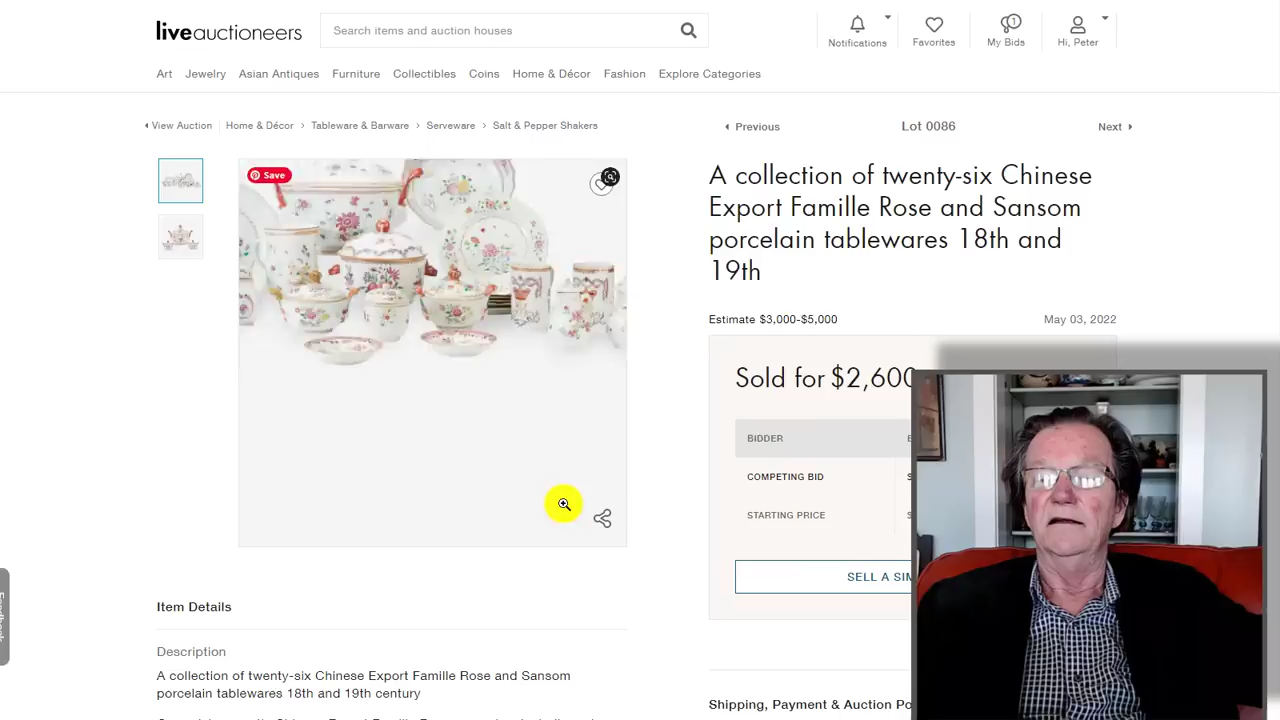 liveauctioneers
Search items and auction houses
Notifications
Favorites
1
My Bids
Hi, Peter
Art
Jewelry
Asian Antiques
Furniture
Collectibles
Coins
Home & Décor
Fashion
Explore Categories
View Auction
Home & Décor
Tableware & Barware
Serveware
Salt & Pepper Shakers
Previous
Lot 0086
Next
Save
A collection of twenty-six Chinese
Export Famille Rose and Sansom
porcelain tablewares 18th and
19th
Estimate $3,000-$5,000
May 03, 2022
Sold for $2,600
BIDDER
COMPETING BID
STARTING PRICE
SELL A SIM
Feedback
Item Details
Description
A collection of twenty-six Chinese Export Famille Rose and Sansom
porcelain tablewares 18th and 19th century
Shipping, Payment & Auction Po